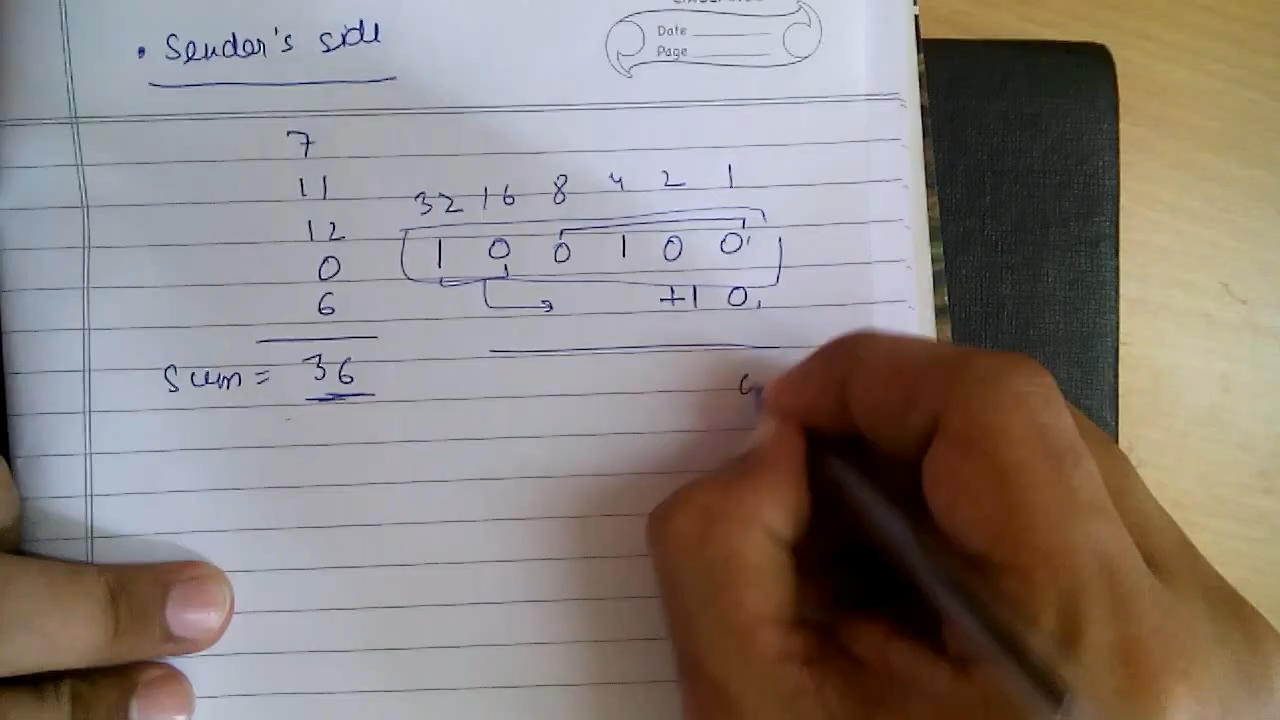 • Sender's side
Date
Page
7
11
12
0
6
Sum = 36
32 16 8 4 2 1
1 0 0 1 0 0
+1 0